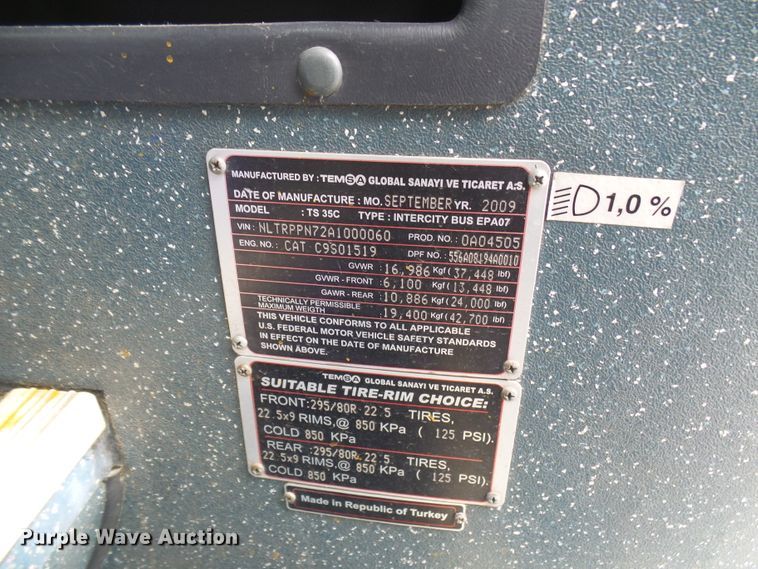 MANUFACTURED BY : TEMSA GLOBAL SANAYI VE TICARET A.S.
DATE OF MANUFACTURE : MO. SEPTEMBER YR. 2009
MODEL : TS 35C TYPE : INTERCITY BUS EPA07
VIN : NLTRPPN72A1000060 PROD. NO. : 0A04505
ENG. NO. : CAT C9S01519 DPF NO. : 556A08194A0010
GVWR : 16,986 Kgf ( 37,448 lbf)
GAWR - FRONT : 6,100 Kgf ( 13,448 lbf)
GAWR - REAR : 10,886 Kgf ( 24,000 lbf)
TECHNICALLY PERMISSIBLE
MAXIMUM WEIGTH : 19,400 Kgf ( 42,700 lbf)
THIS VEHICLE CONFORMS TO ALL APPLICABLE
U.S. FEDERAL MOTOR VEHICLE SAFETY STANDARDS
IN EFFECT ON THE DATE OF MANUFACTURE
SHOWN ABOVE.
1,0 %
TEMSA GLOBAL SANAYI VE TICARET A.S.
SUITABLE TIRE-RIM CHOICE:
FRONT:295/80R 22.5 TIRES,
22.5x9 RIMS,@ 850 KPa ( 125 PSI).
COLD 850 KPa
REAR :295/80R 22.5 TIRES,
22.5x9 RIMS,@ 850 KPa ( 125 PSI).
COLD 850 KPa
Made in Republic of Turkey
Purple Wave Auction